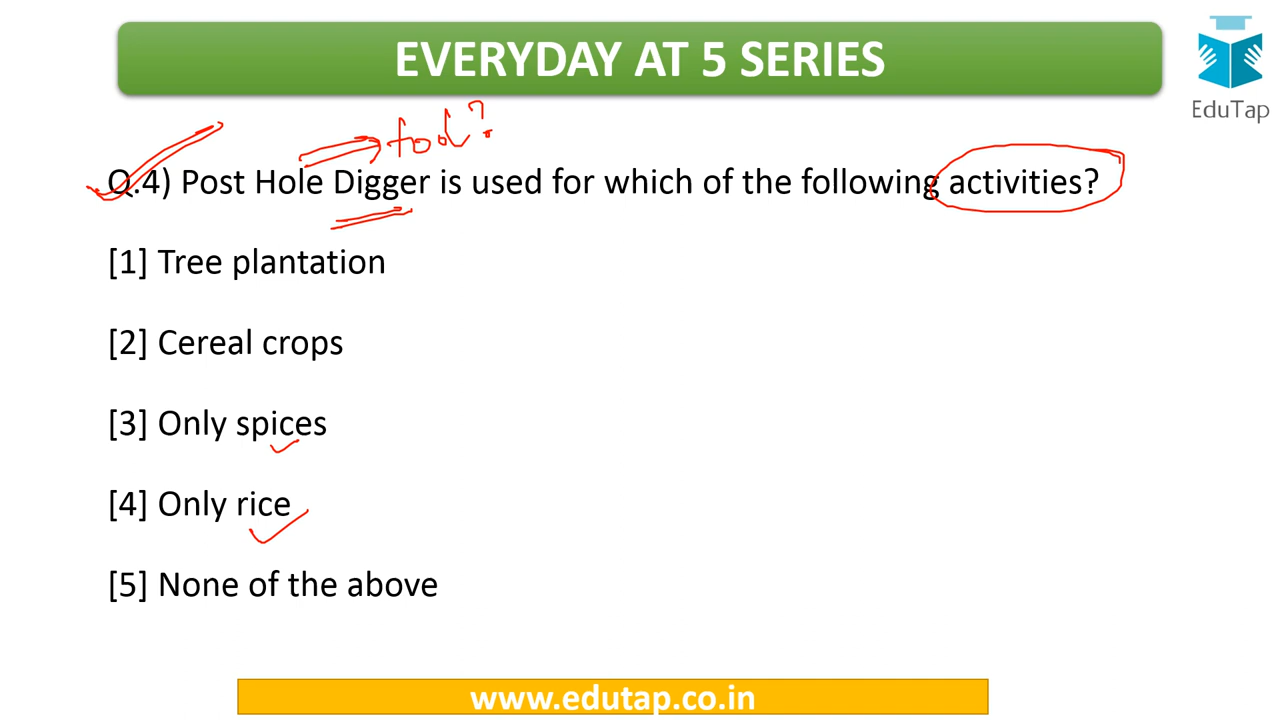 EVERYDAY AT 5 SERIES
EduTap
tool?
Q.4) Post Hole Digger is used for which of the following activities?
[1] Tree plantation
[2] Cereal crops
[3] Only spices
[4] Only rice
[5] None of the above
www.edutap.co.in